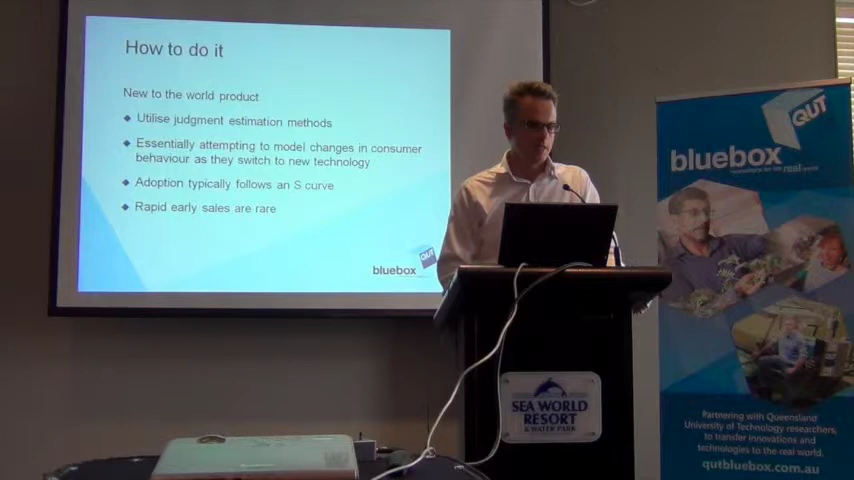 How to do it
New to the world product
Utilise judgment estimation methods
Essentially attempting to model changes in consumer
behaviour as they switch to new technology
Adoption typically follows an S curve
Rapid early sales are rare
bluebox QUT
QUT
bluebox
real
SEA WORLD
RESORT
& WATER PARK
Partnering with Queensland
University of Technology researchers,
to transfer innovations and
technologies to the real world.
qutbluebox.com.au